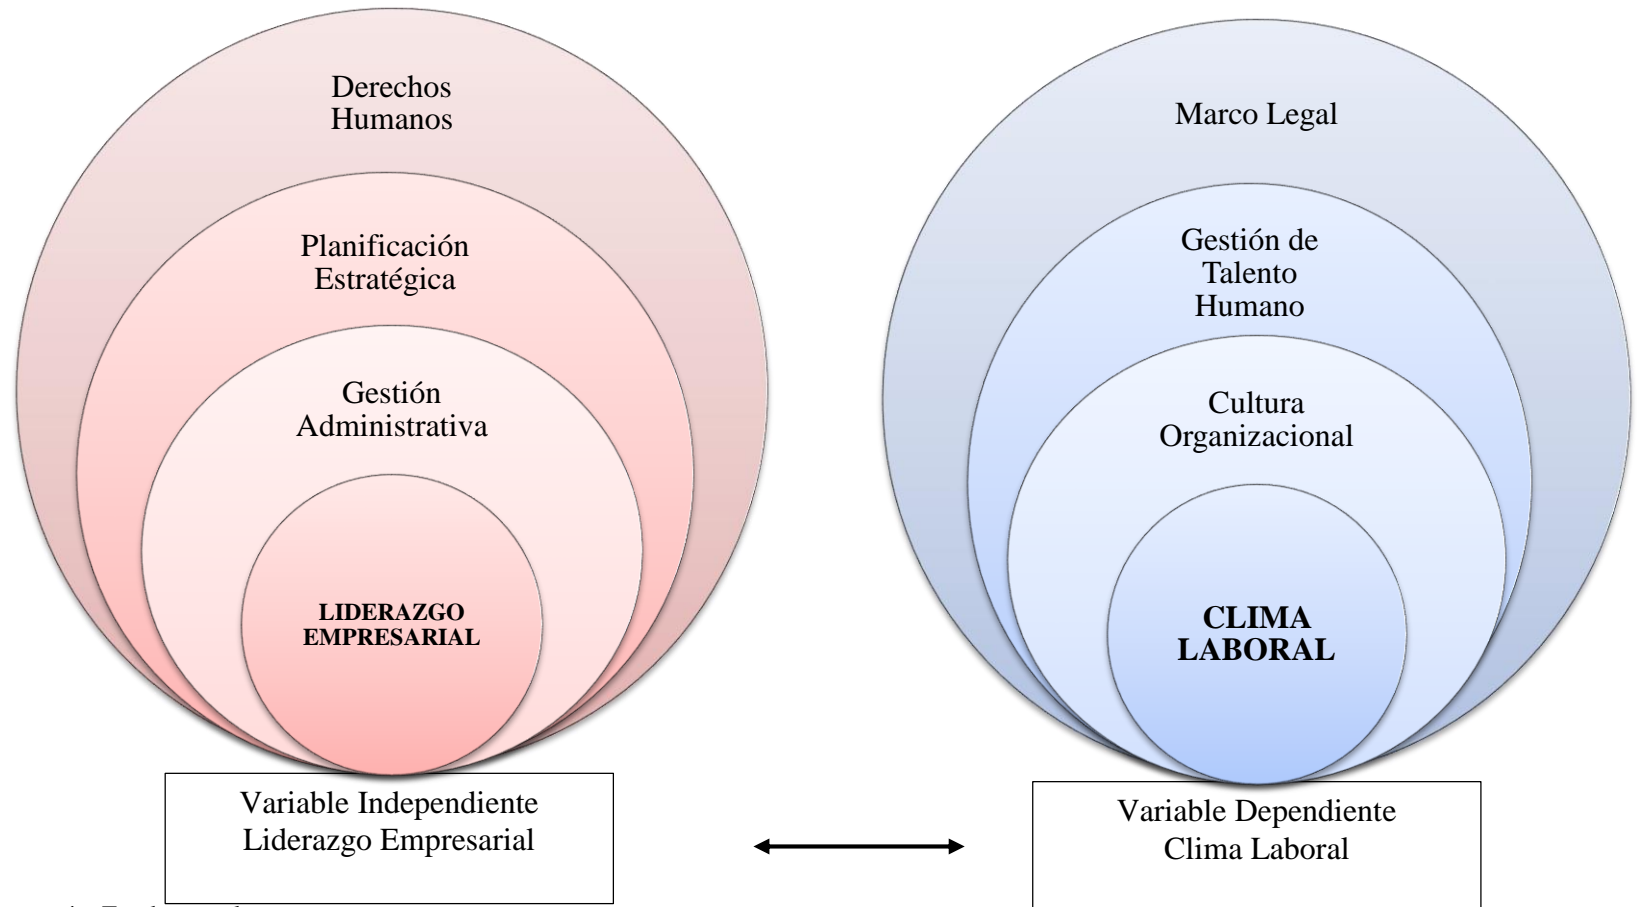 Derechos
Humanos
Planificación
Estratégica
Gestión
Administrativa
LIDERAZGO
EMPRESARIAL
Variable Independiente
Liderazgo Empresarial
Marco Legal
Gestión de
Talento
Humano
Cultura
Organizacional
CLIMA
LABORAL
Variable Dependiente
Clima Laboral